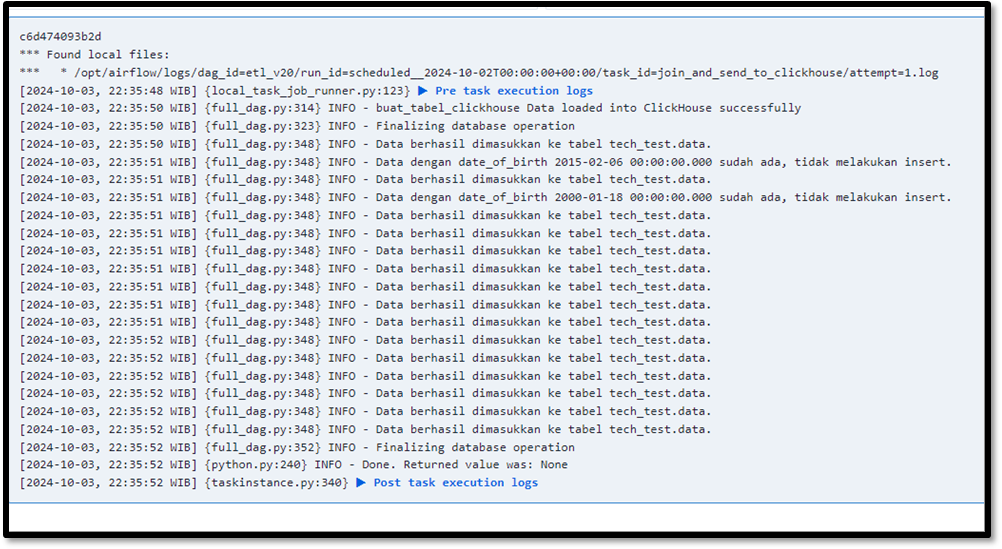 c6d474093b2d
*** Found local files:
***   * /opt/airflow/logs/dag_id=etl_v20/run_id=scheduled__2024-10-02T00:00:00+00:00/task_id=join_and_send_to_clickhouse/attempt=1.log
[2024-10-03, 22:35:48 WIB] {local_task_job_runner.py:123} ▶ Pre task execution logs
[2024-10-03, 22:35:50 WIB] {full_dag.py:314} INFO - buat_tabel_clickhouse Data loaded into ClickHouse successfully
[2024-10-03, 22:35:50 WIB] {full_dag.py:323} INFO - Finalizing database operation
[2024-10-03, 22:35:50 WIB] {full_dag.py:348} INFO - Data berhasil dimasukkan ke tabel tech_test.data.
[2024-10-03, 22:35:51 WIB] {full_dag.py:348} INFO - Data dengan date_of_birth 2015-02-06 00:00:00.000 sudah ada, tidak melakukan insert.
[2024-10-03, 22:35:51 WIB] {full_dag.py:348} INFO - Data berhasil dimasukkan ke tabel tech_test.data.
[2024-10-03, 22:35:51 WIB] {full_dag.py:348} INFO - Data dengan date_of_birth 2000-01-18 00:00:00.000 sudah ada, tidak melakukan insert.
[2024-10-03, 22:35:51 WIB] {full_dag.py:348} INFO - Data berhasil dimasukkan ke tabel tech_test.data.
[2024-10-03, 22:35:51 WIB] {full_dag.py:348} INFO - Data berhasil dimasukkan ke tabel tech_test.data.
[2024-10-03, 22:35:51 WIB] {full_dag.py:348} INFO - Data berhasil dimasukkan ke tabel tech_test.data.
[2024-10-03, 22:35:51 WIB] {full_dag.py:348} INFO - Data berhasil dimasukkan ke tabel tech_test.data.
[2024-10-03, 22:35:51 WIB] {full_dag.py:348} INFO - Data berhasil dimasukkan ke tabel tech_test.data.
[2024-10-03, 22:35:51 WIB] {full_dag.py:348} INFO - Data berhasil dimasukkan ke tabel tech_test.data.
[2024-10-03, 22:35:51 WIB] {full_dag.py:348} INFO - Data berhasil dimasukkan ke tabel tech_test.data.
[2024-10-03, 22:35:52 WIB] {full_dag.py:348} INFO - Data berhasil dimasukkan ke tabel tech_test.data.
[2024-10-03, 22:35:52 WIB] {full_dag.py:348} INFO - Data berhasil dimasukkan ke tabel tech_test.data.
[2024-10-03, 22:35:52 WIB] {full_dag.py:348} INFO - Data berhasil dimasukkan ke tabel tech_test.data.
[2024-10-03, 22:35:52 WIB] {full_dag.py:348} INFO - Data berhasil dimasukkan ke tabel tech_test.data.
[2024-10-03, 22:35:52 WIB] {full_dag.py:348} INFO - Data berhasil dimasukkan ke tabel tech_test.data.
[2024-10-03, 22:35:52 WIB] {full_dag.py:348} INFO - Data berhasil dimasukkan ke tabel tech_test.data.
[2024-10-03, 22:35:52 WIB] {full_dag.py:352} INFO - Finalizing database operation
[2024-10-03, 22:35:52 WIB] {python.py:240} INFO - Done. Returned value was: None
[2024-10-03, 22:35:52 WIB] {taskinstance.py:340} ▶ Post task execution logs